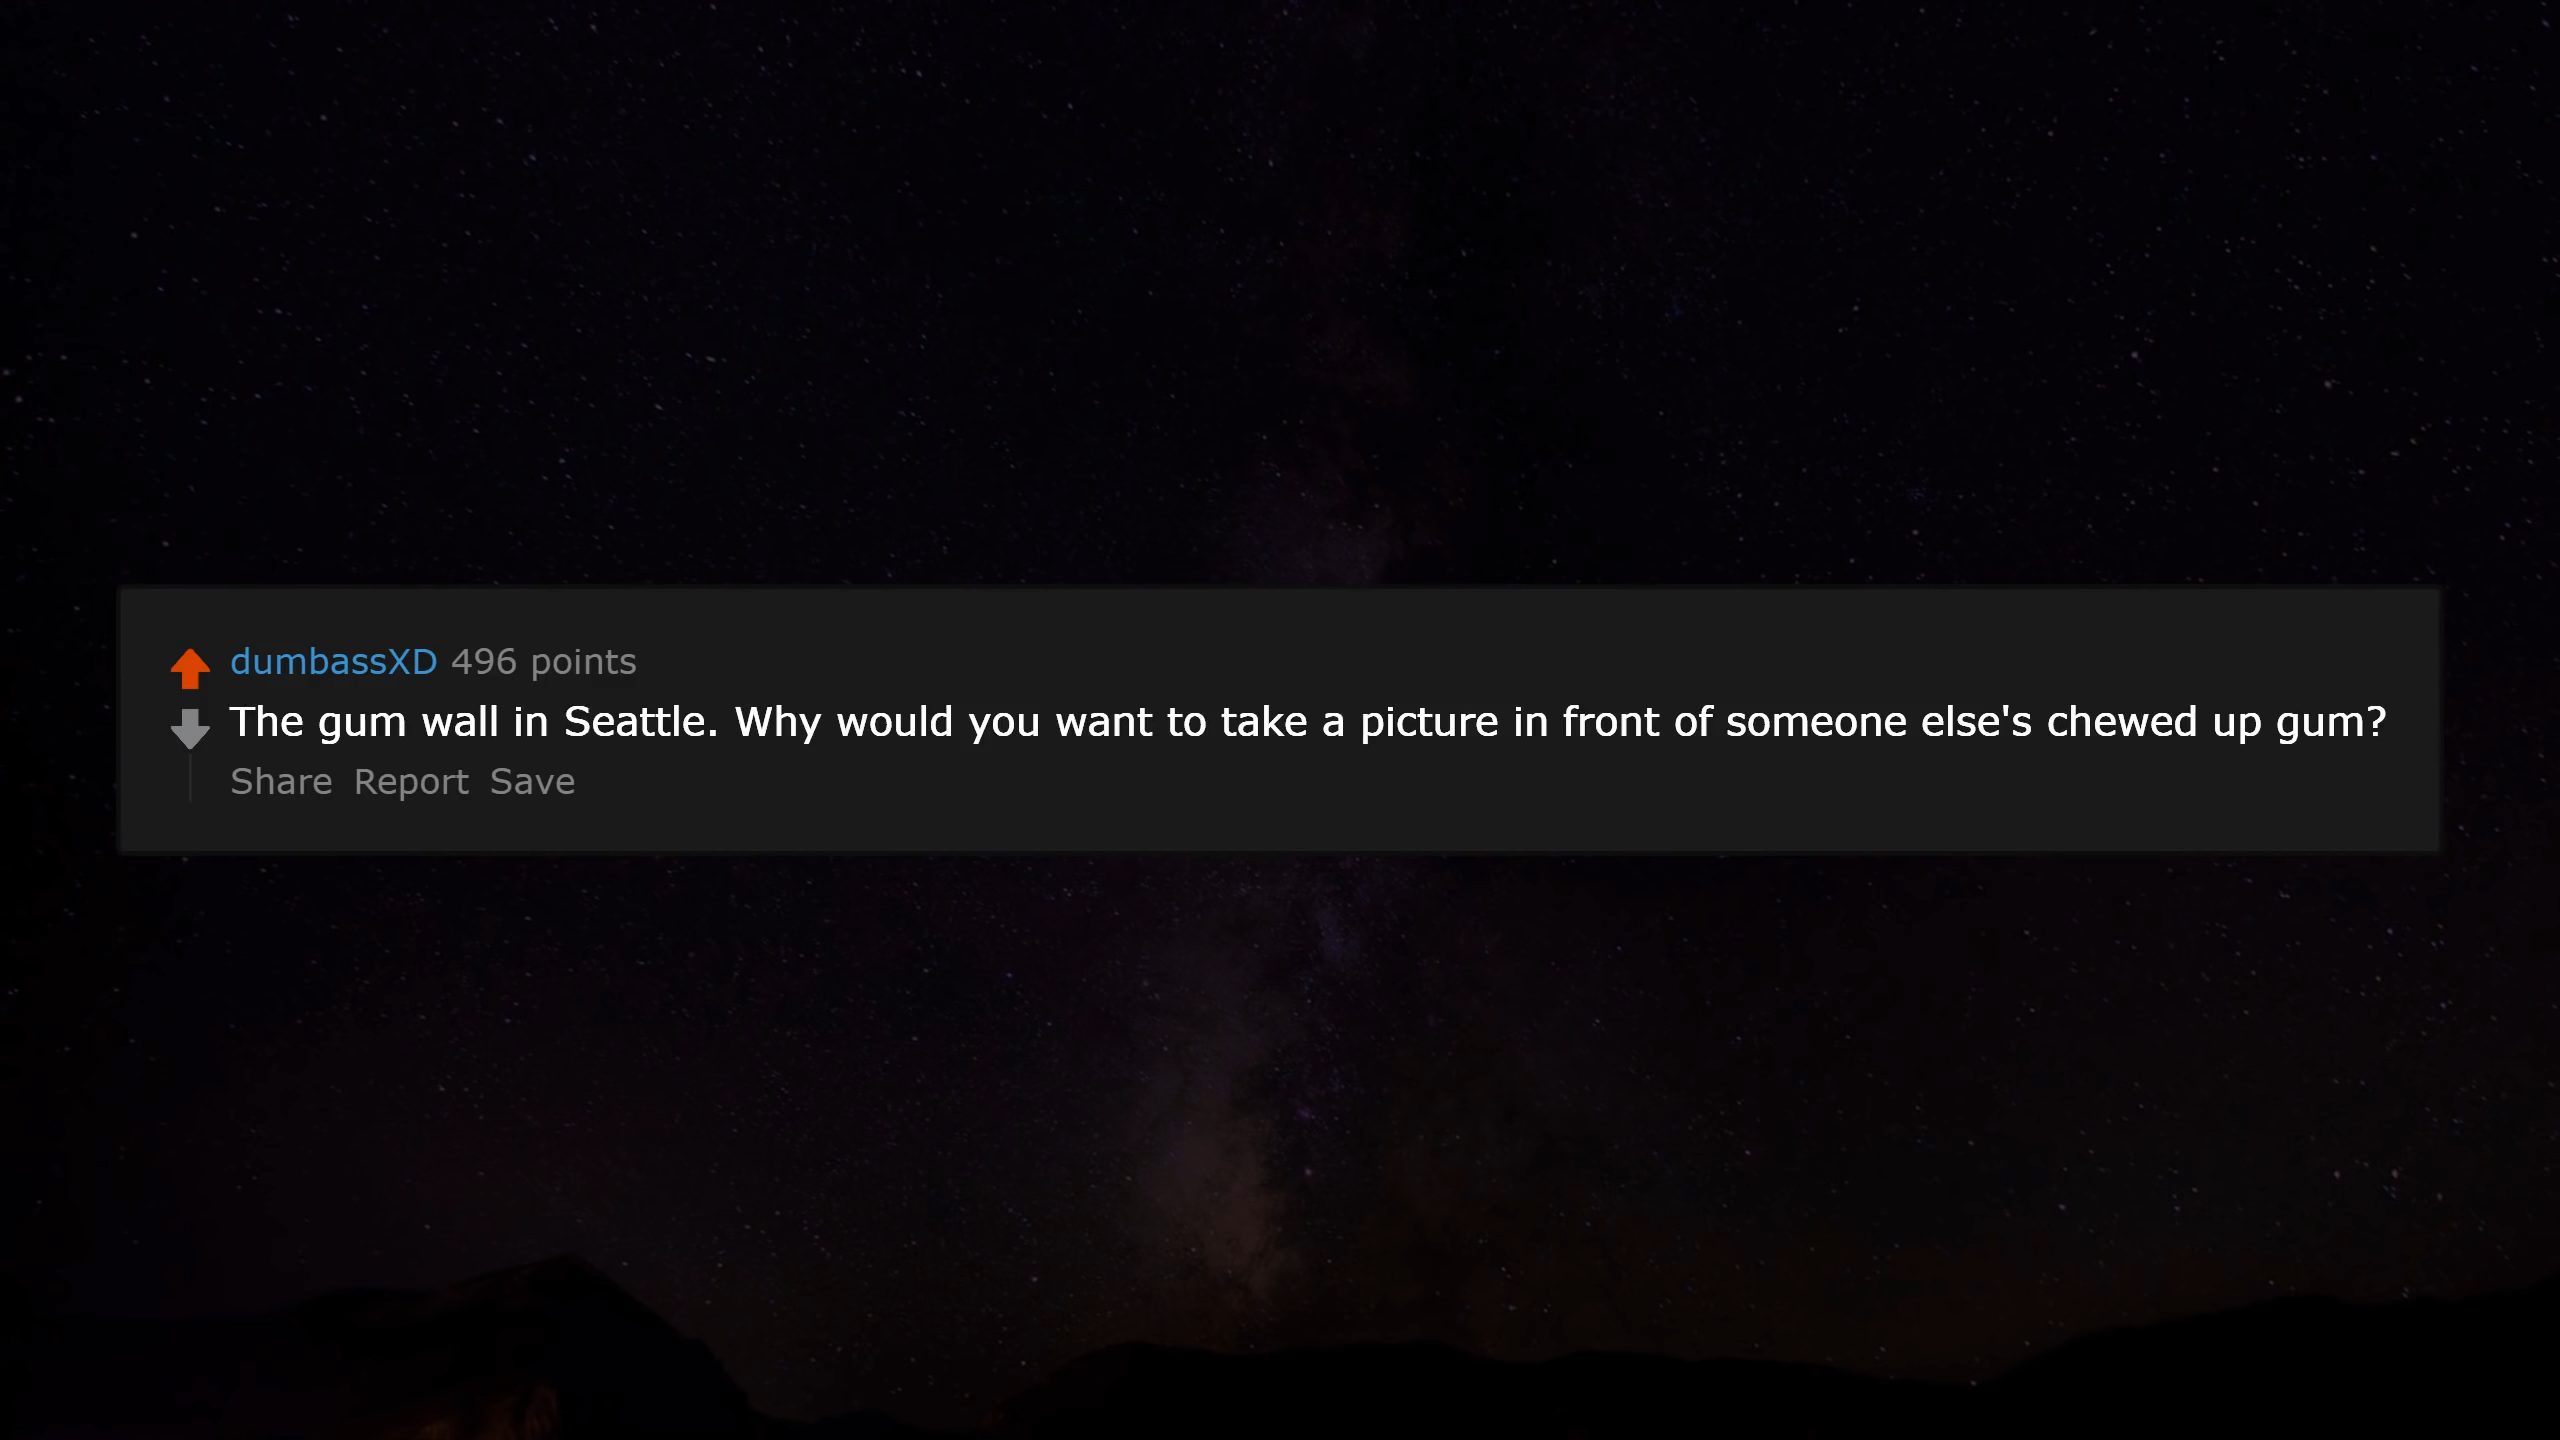 dumbassXD 496 points
The gum wall in Seattle. Why would you want to take a picture in front of someone else's chewed up gum?
Share Report Save